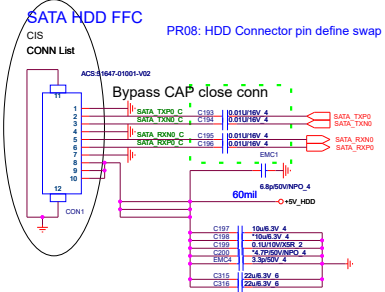 SATA HDD FFC
CIS
CONN List
PR08: HDD Connector pin define swap
ACS:51647-01001-V02
Bypass CAP close conn
11
1
2 SATA_TXP0_C C193 0.01U/16V_4 SATA_TXP0
3 SATA_TXN0_C C194 0.01U/16V_4 SATA_TXN0
4
5 SATA_RXN0_C C195 0.01U/16V_4 SATA_RXN0
6 SATA_RXP0_C C196 0.01U/16V_4 SATA_RXP0
7
8
9
10
12
CON1
EMC1
6.8p/50V/NPO_4
60mil
+5V_HDD
C197 10u/6.3V_4
C198 *10u/6.3V_4
C199 0.1U/10V/X5R_2
C200 *4.7P/50V/NPO_4
EMC4 3.3p/50V_4
C315 22u/6.3V_6
C316 22u/6.3V_6